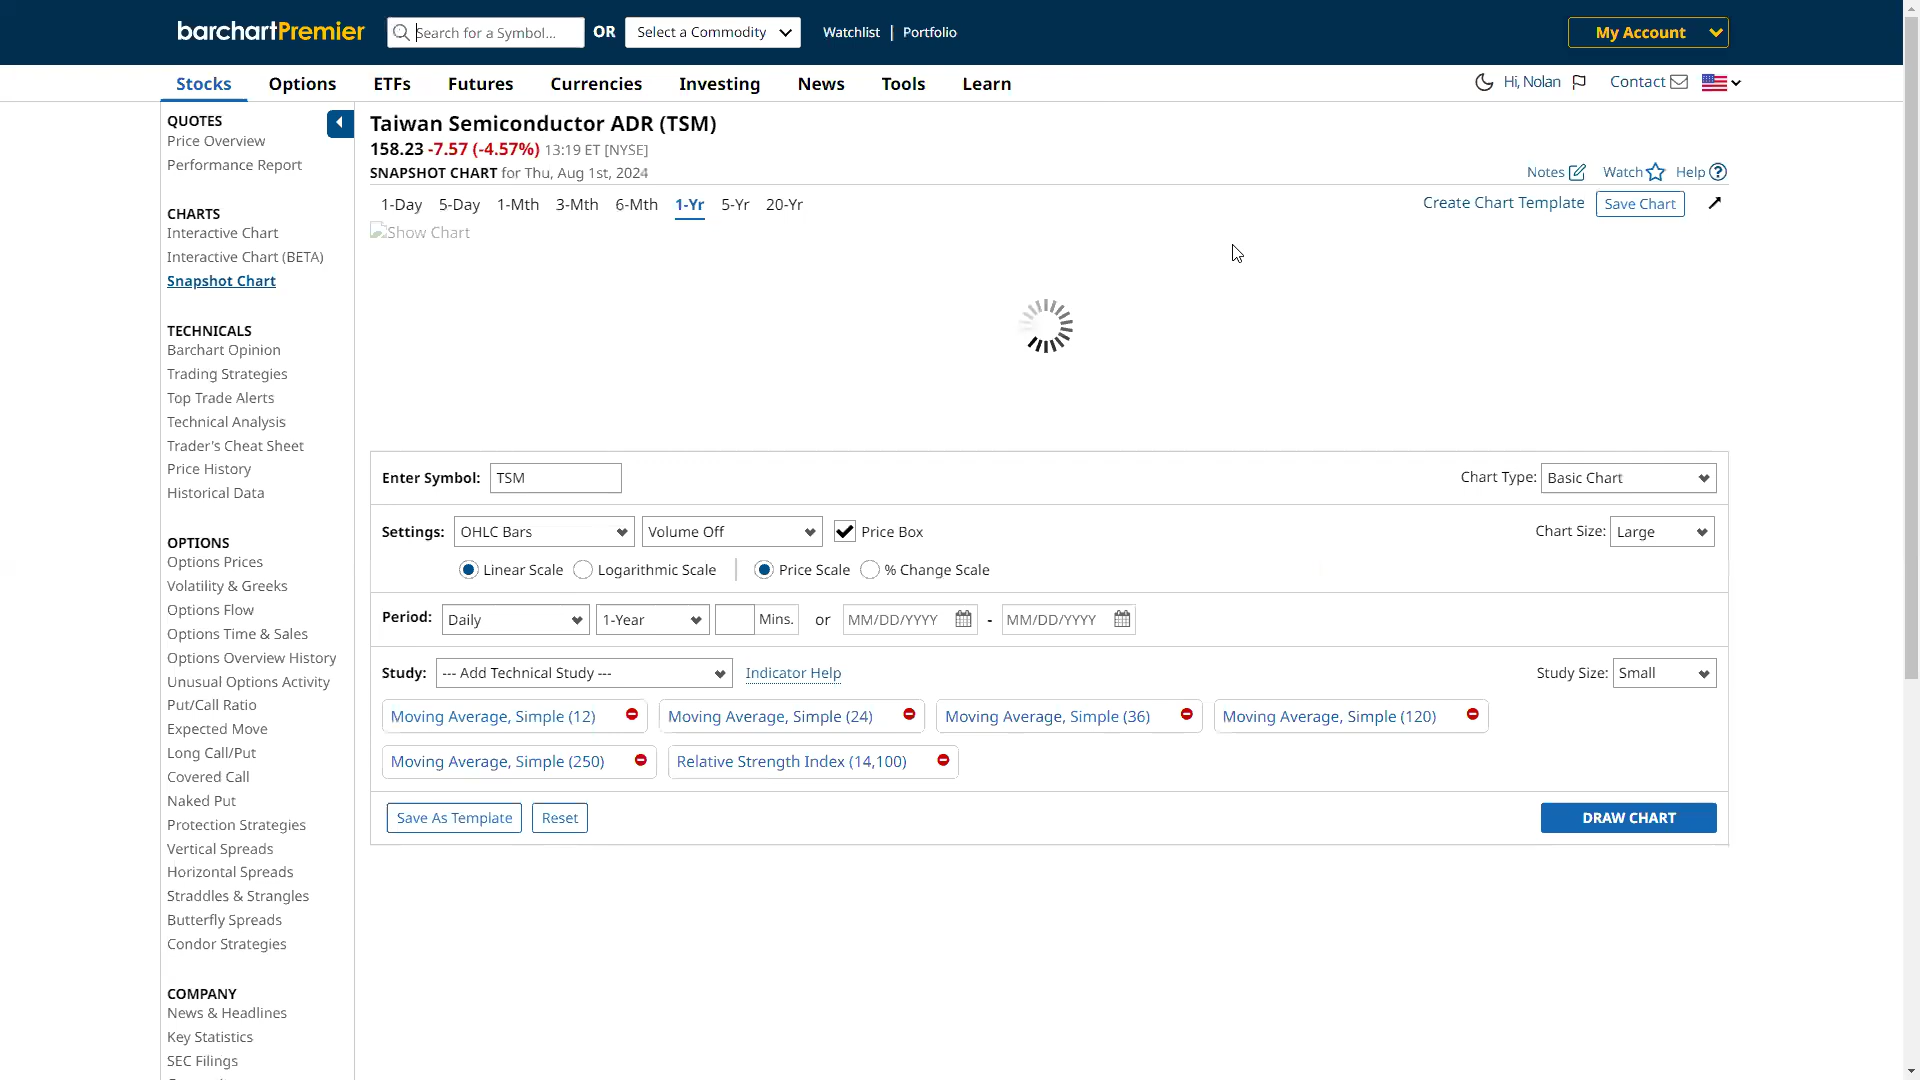 barchartPremier
Search for a Symbol...
OR
Select a Commodity
Watchlist | Portfolio
My Account
Stocks
Options
ETFs
Futures
Currencies
Investing
News
Tools
Learn
Hi, Nolan
Contact
QUOTES
Price Overview
Performance Report
CHARTS
Interactive Chart
Interactive Chart (BETA)
Snapshot Chart
TECHNICALS
Barchart Opinion
Trading Strategies
Top Trade Alerts
Technical Analysis
Trader's Cheat Sheet
Price History
Historical Data
OPTIONS
Options Prices
Volatility & Greeks
Options Flow
Options Time & Sales
Options Overview History
Unusual Options Activity
Put/Call Ratio
Expected Move
Long Call/Put
Covered Call
Naked Put
Protection Strategies
Vertical Spreads
Horizontal Spreads
Straddles & Strangles
Butterfly Spreads
Condor Strategies
COMPANY
News & Headlines
Key Statistics
SEC Filings
Taiwan Semiconductor ADR (TSM)
158.23 -7.57 (-4.57%) 13:19 ET [NYSE]
SNAPSHOT CHART for Thu, Aug 1st, 2024
Notes
Watch
Help
1-Day 5-Day 1-Mth 3-Mth 6-Mth 1-Yr 5-Yr 20-Yr
Create Chart Template
Save Chart
Show Chart
Enter Symbol: TSM
Chart Type: Basic Chart
Settings: OHLC Bars Volume Off Price Box
Chart Size: Large
Linear Scale Logarithmic Scale | Price Scale % Change Scale
Period: Daily 1-Year Mins. or MM/DD/YYYY - MM/DD/YYYY
Study: --- Add Technical Study --- Indicator Help
Study Size: Small
Moving Average, Simple (12) Moving Average, Simple (24) Moving Average, Simple (36) Moving Average, Simple (120)
Moving Average, Simple (250) Relative Strength Index (14,100)
Save As Template Reset
DRAW CHART